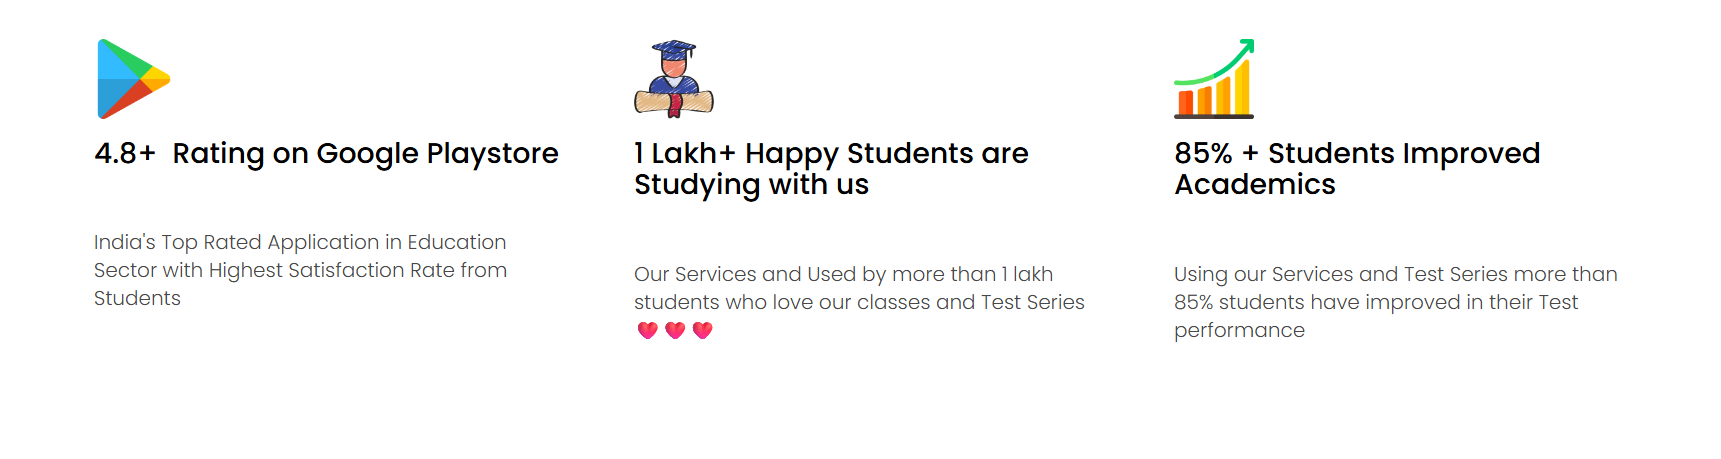 4.8+ Rating on Google Playstore
India's Top Rated Application in Education
Sector with Highest Satisfaction Rate from
Students
1 Lakh+ Happy Students are
Studying with us
Our Services and Used by more than 1 lakh
students who love our classes and Test Series
❤️ ❤️ ❤️
85% + Students Improved
Academics
Using our Services and Test Series more than
85% students have improved in their Test
performance